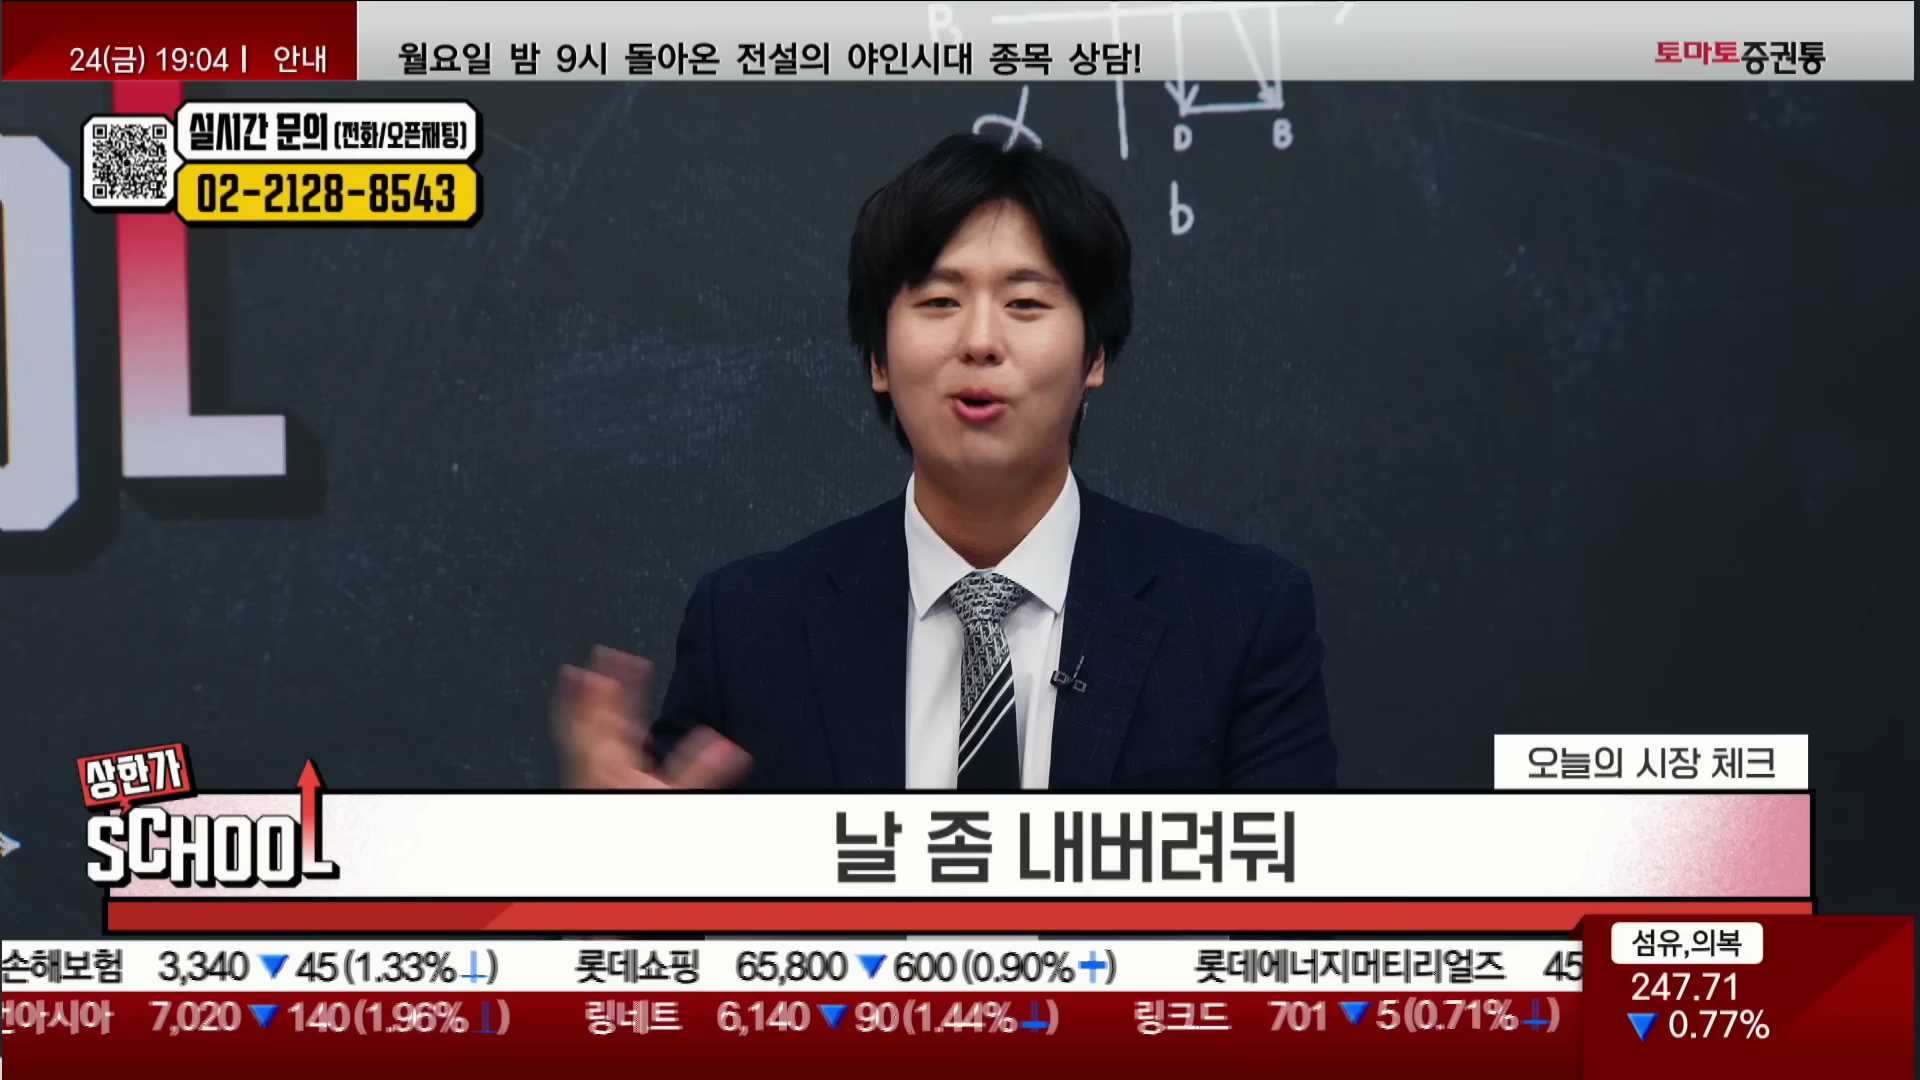 24(금) 19:04 | 안내
월요일 밤 9시 돌아온 전설의 야인시대 종목 상담!
토마토증권통
실시간 문의 (전화/오픈채팅)
02-2128-8543
D B
b
OL
오늘의 시장 체크
상한가
SCHOOL
날 좀 내버려둬
손해보험 3,340 ▼ 45 (1.33%↓) 롯데쇼핑 65,800 ▼ 600 (0.90%) 롯데에너지머티리얼즈 45
아시아 7,020 ▼ 140 (1.96%↓) 링네트 6,140 ▼ 90 (1.44%↓) 링크드 701 ▼ 5 (0.71%↓)
섬유,의복
247.71
▼ 0.77%